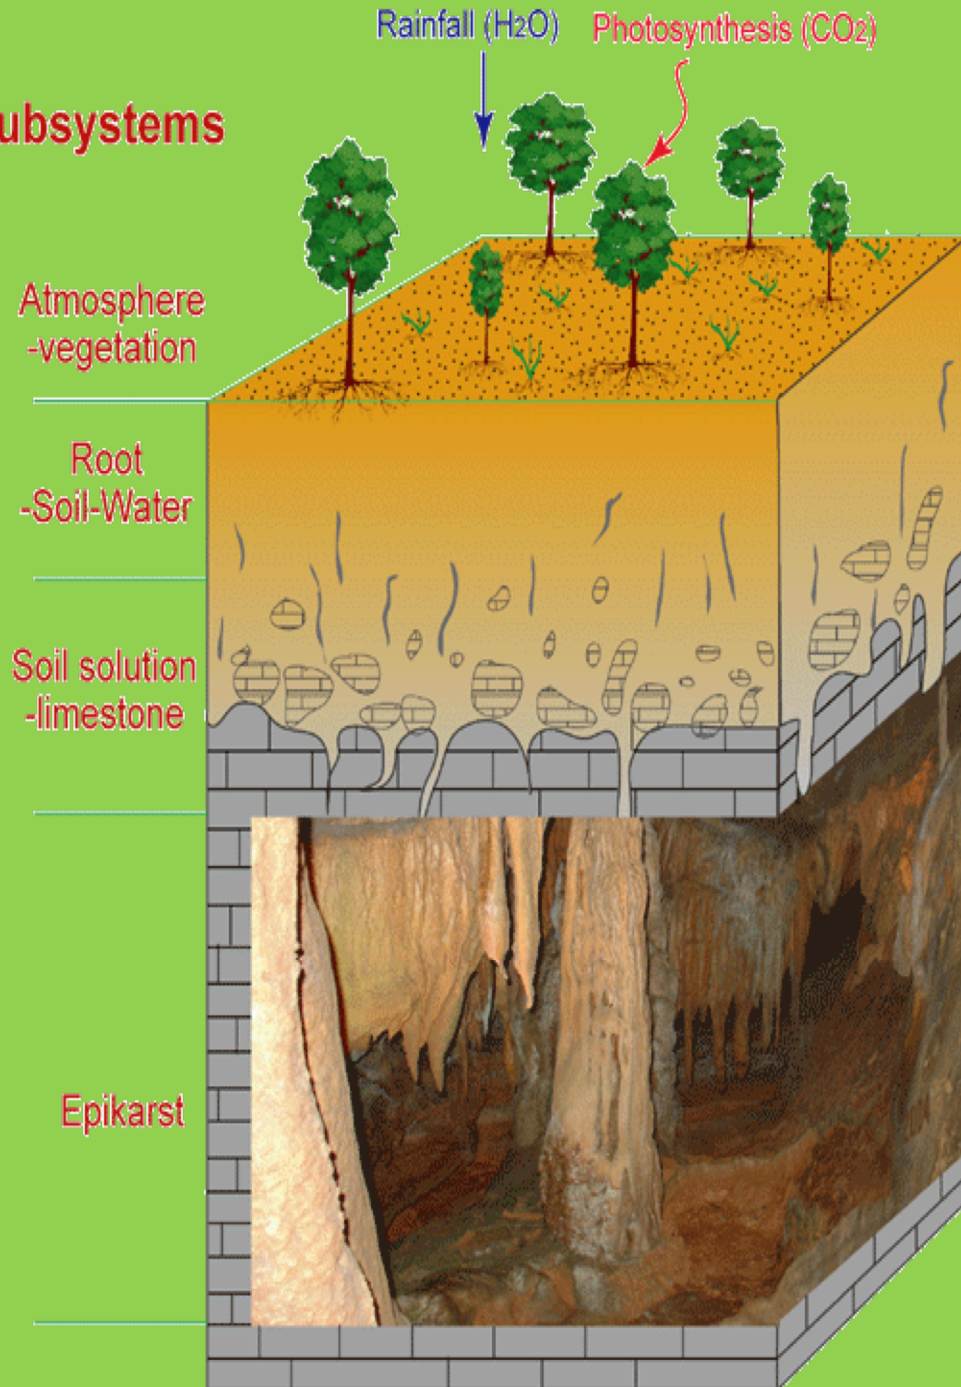 Rainfall (H2O) Photosynthesis (CO2)
ubsystems
Atmosphere
-vegetation
Root
-Soil-Water
Soil solution
-limestone
Epikarst